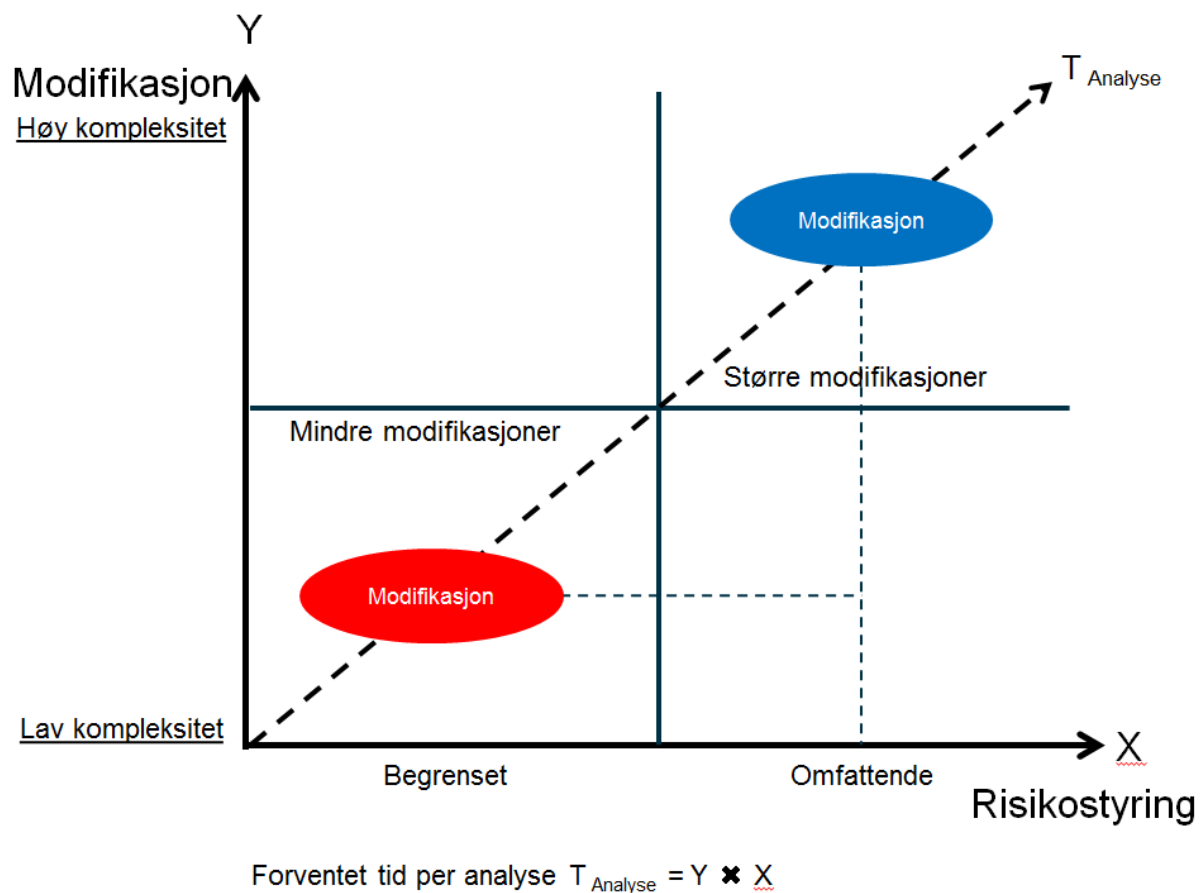 Y
Modifikasjon
Høy kompleksitet
T Analyse
Modifikasjon
Større modifikasjoner
Mindre modifikasjoner
Modifikasjon
Lav kompleksitet
X
Begrenset
Omfattende
Risikostyring
Forventet tid per analyse T Analyse = Y ✖ X